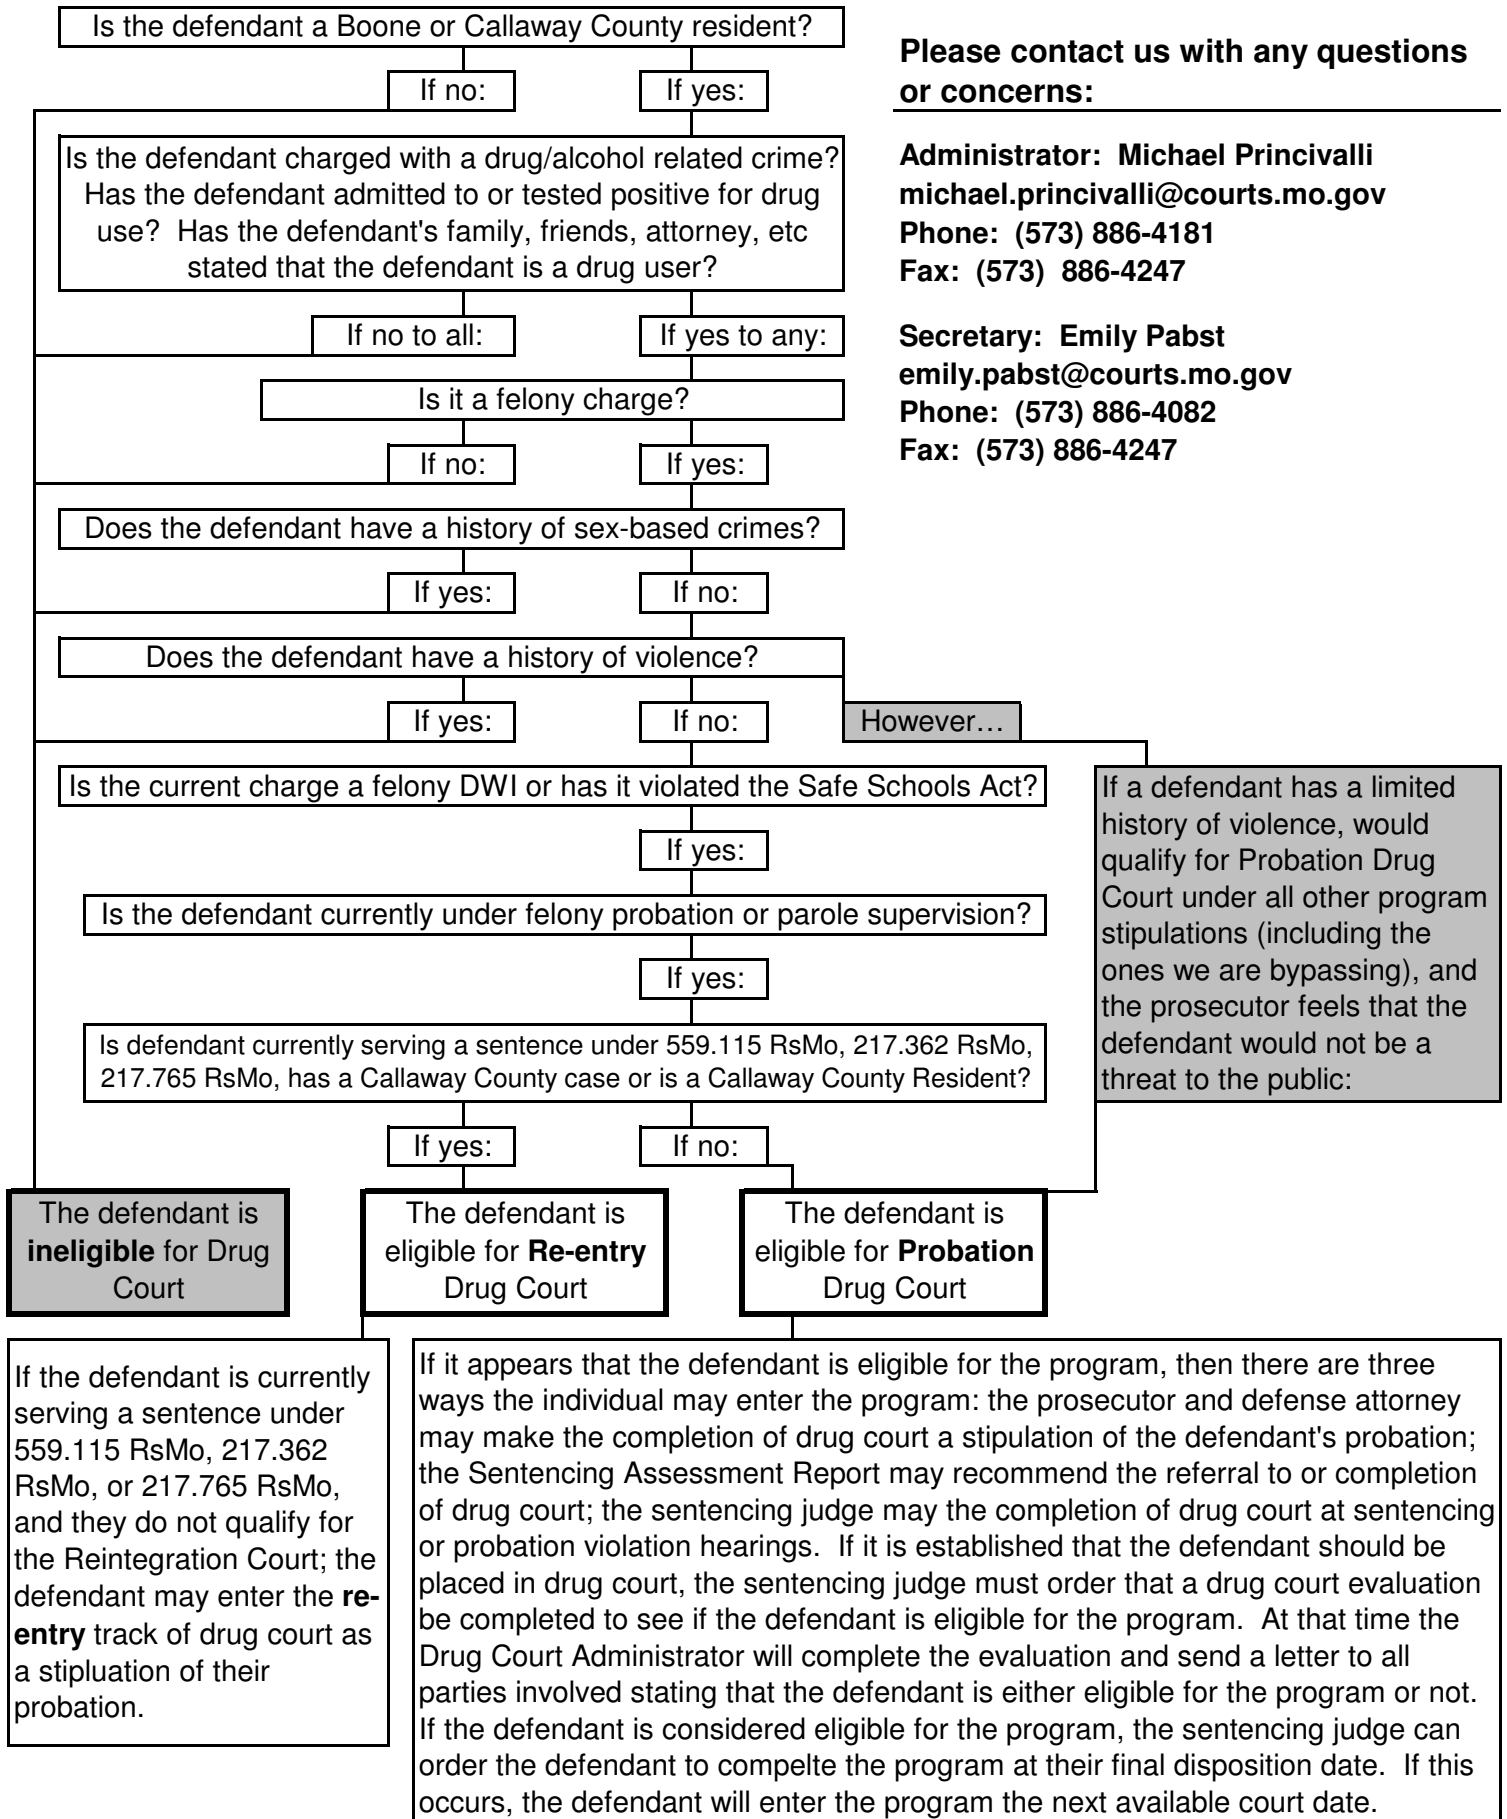 Is the defendant a Boone or Callaway County resident?
If no:
If yes:
Is the defendant charged with a drug/alcohol related crime?
Has the defendant admitted to or tested positive for drug
use?  Has the defendant's family, friends, attorney, etc
stated that the defendant is a drug user?
If no to all:
If yes to any:
Is it a felony charge?
If no:
If yes:
Does the defendant have a history of sex-based crimes?
If yes:
If no:
Does the defendant have a history of violence?
If yes:
If no:
However…
Is the current charge a felony DWI or has it violated the Safe Schools Act?
If yes:
Is the defendant currently under felony probation or parole supervision?
If yes:
Is defendant currently serving a sentence under 559.115 RsMo, 217.362 RsMo,
217.765 RsMo, has a Callaway County case or is a Callaway County Resident?
If yes:
If no:
Please contact us with any questions
or concerns:
Administrator:  Michael Princivalli
michael.princivalli@courts.mo.gov
Phone:  (573) 886-4181
Fax:  (573)  886-4247
Secretary:  Emily Pabst
emily.pabst@courts.mo.gov
Phone:  (573) 886-4082
Fax:  (573) 886-4247
If a defendant has a limited
history of violence, would
qualify for Probation Drug
Court under all other program
stipulations (including the
ones we are bypassing), and
the prosecutor feels that the
defendant would not be a
threat to the public:
The defendant is
ineligible for Drug
Court
The defendant is
eligible for Re-entry
Drug Court
The defendant is
eligible for Probation
Drug Court
If the defendant is currently
serving a sentence under
559.115 RsMo, 217.362
RsMo, or 217.765 RsMo,
and they do not qualify for
the Reintegration Court; the
defendant may enter the re-
entry track of drug court as
a stipluation of their
probation.
If it appears that the defendant is eligible for the program, then there are three
ways the individual may enter the program: the prosecutor and defense attorney
may make the completion of drug court a stipulation of the defendant's probation;
the Sentencing Assessment Report may recommend the referral to or completion
of drug court; the sentencing judge may the completion of drug court at sentencing
or probation violation hearings.  If it is established that the defendant should be
placed in drug court, the sentencing judge must order that a drug court evaluation
be completed to see if the defendant is eligible for the program.  At that time the
Drug Court Administrator will complete the evaluation and send a letter to all
parties involved stating that the defendant is either eligible for the program or not.
If the defendant is considered eligible for the program, the sentencing judge can
order the defendant to compelte the program at their final disposition date.  If this
occurs, the defendant will enter the program the next available court date.